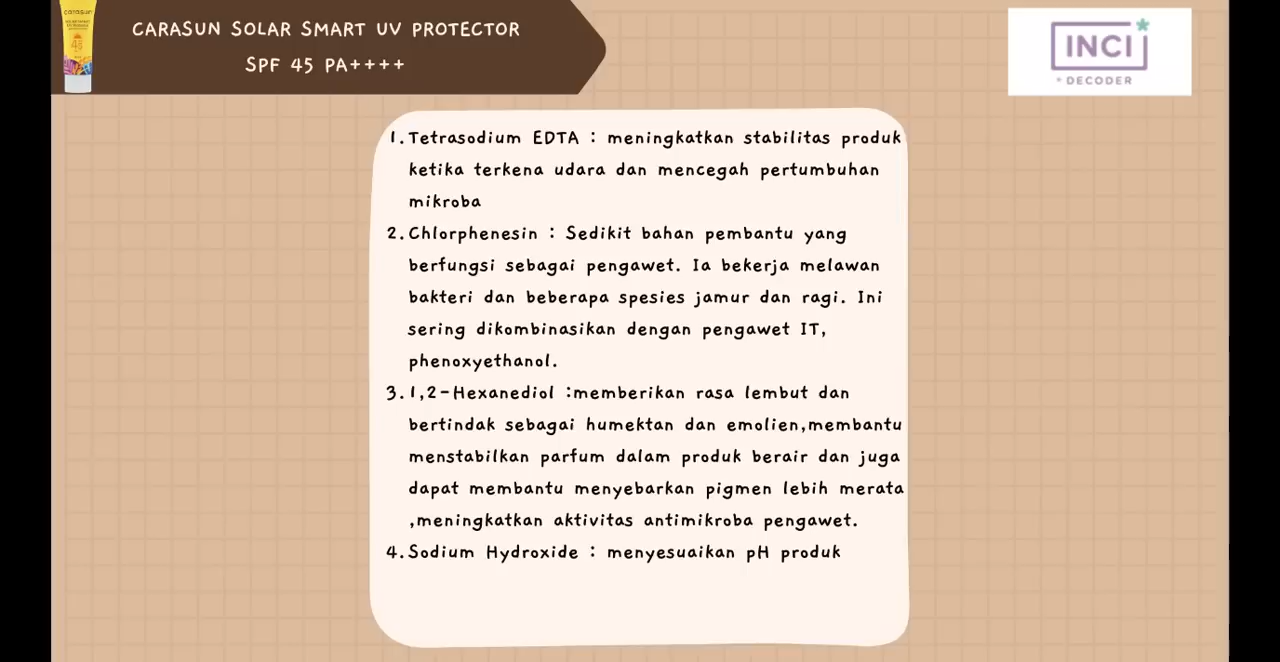 carasun
45
CARASUN SOLAR SMART UV PROTECTOR
SPF 45 PA++++
INCI
DECODER
1. Tetrasodium EDTA : meningkatkan stabilitas produk
ketika terkena udara dan mencegah pertumbuhan
mikroba
2. Chlorphenesin : Sedikit bahan pembantu yang
berfungsi sebagai pengawet. Ia bekerja melawan
bakteri dan beberapa spesies jamur dan ragi. Ini
sering dikombinasikan dengan pengawet IT,
phenoxyethanol.
3. 1,2-Hexanediol :memberikan rasa lembut dan
bertindak sebagai humektan dan emolien,membantu
menstabilkan parfum dalam produk berair dan juga
dapat membantu menyebarkan pigmen lebih merata
,meningkatkan aktivitas antimikroba pengawet.
4. Sodium Hydroxide : menyesuaikan pH produk